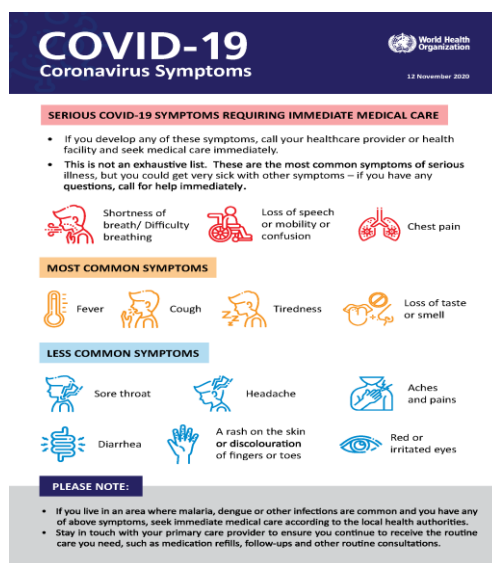 COVID-19
Coronavirus Symptoms
World Health
Organization
12 November 2020
SERIOUS COVID-19 SYMPTOMS REQUIRING IMMEDIATE MEDICAL CARE
• If you develop any of these symptoms, call your healthcare provider or health
facility and seek medical care immediately.
• This is not an exhaustive list. These are the most common symptoms of serious
illness, but you could get very sick with other symptoms – if you have any
questions, call for help immediately.
Shortness of
breath/ Difficulty
breathing
Loss of speech
or mobility or
confusion
Chest pain
MOST COMMON SYMPTOMS
Fever
Cough
Tiredness
Loss of taste
or smell
LESS COMMON SYMPTOMS
Sore throat
Headache
Aches
and pains
Diarrhea
A rash on the skin
or discolouration
of fingers or toes
Red or
irritated eyes
PLEASE NOTE:
• If you live in an area where malaria, dengue or other infections are common and you have any
of above symptoms, seek immediate medical care according to the local health authorities.
• Stay in touch with your primary care provider to ensure you continue to receive the routine
care you need, such as medication refills, follow-ups and other routine consultations.